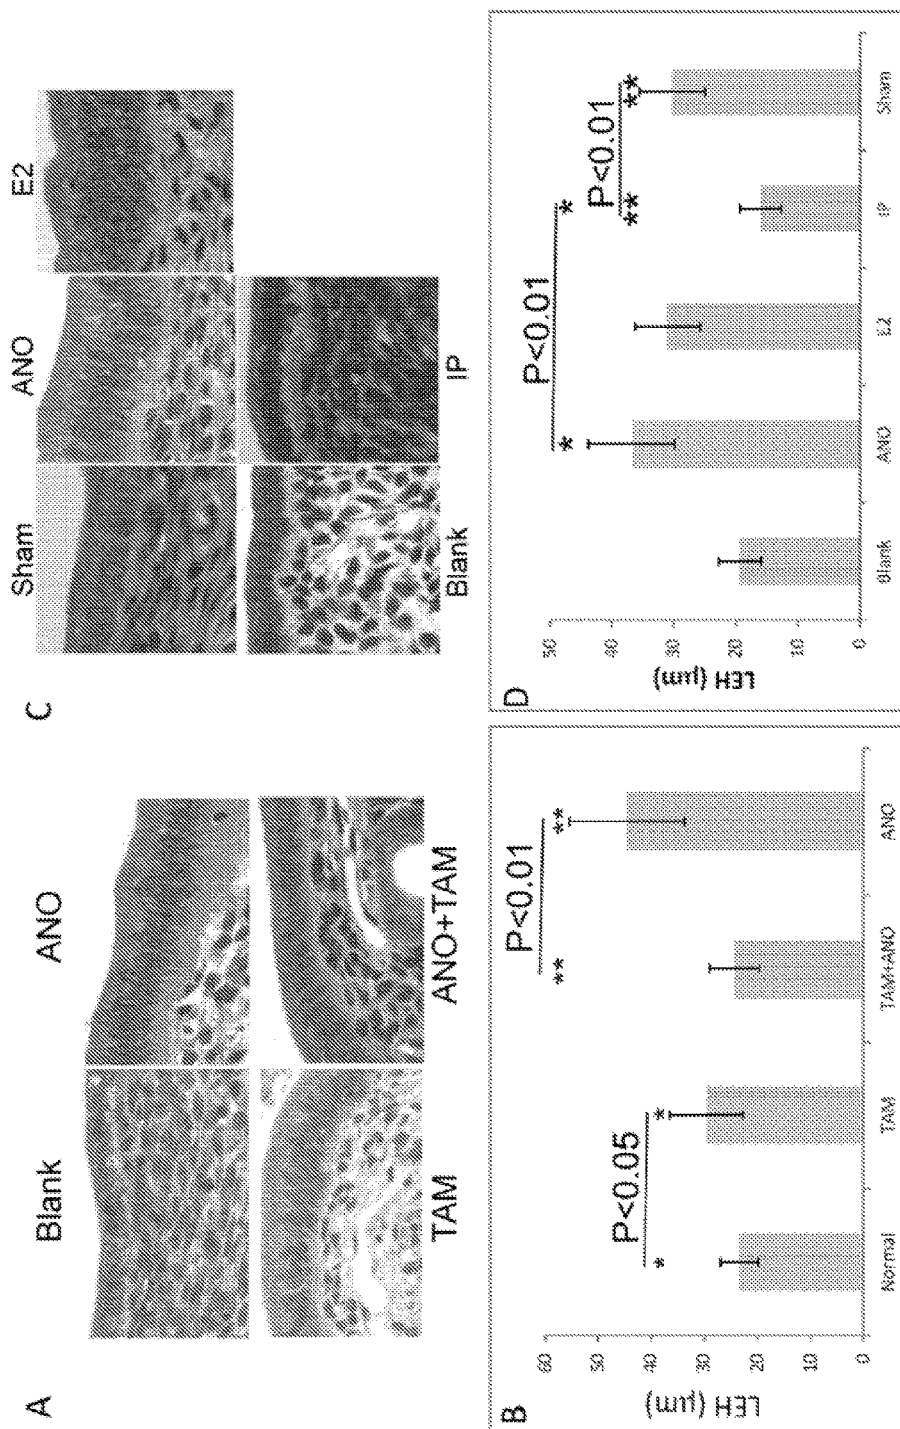 A
Blank
ANO
TAM
ANO+TAM
C
Sham
ANO
E2
Blank
IP
B
LEH (µm)
60
50
40
30
20
10
0
P<0.05
P<0.01
*
*
**
**
Normal
TAM
TAM+ANO
ANO
D
LEH (µm)
50
40
30
20
10
0
P<0.01
P<0.01
*
*
**
**
Blank
ANO
E2
IP
Sham